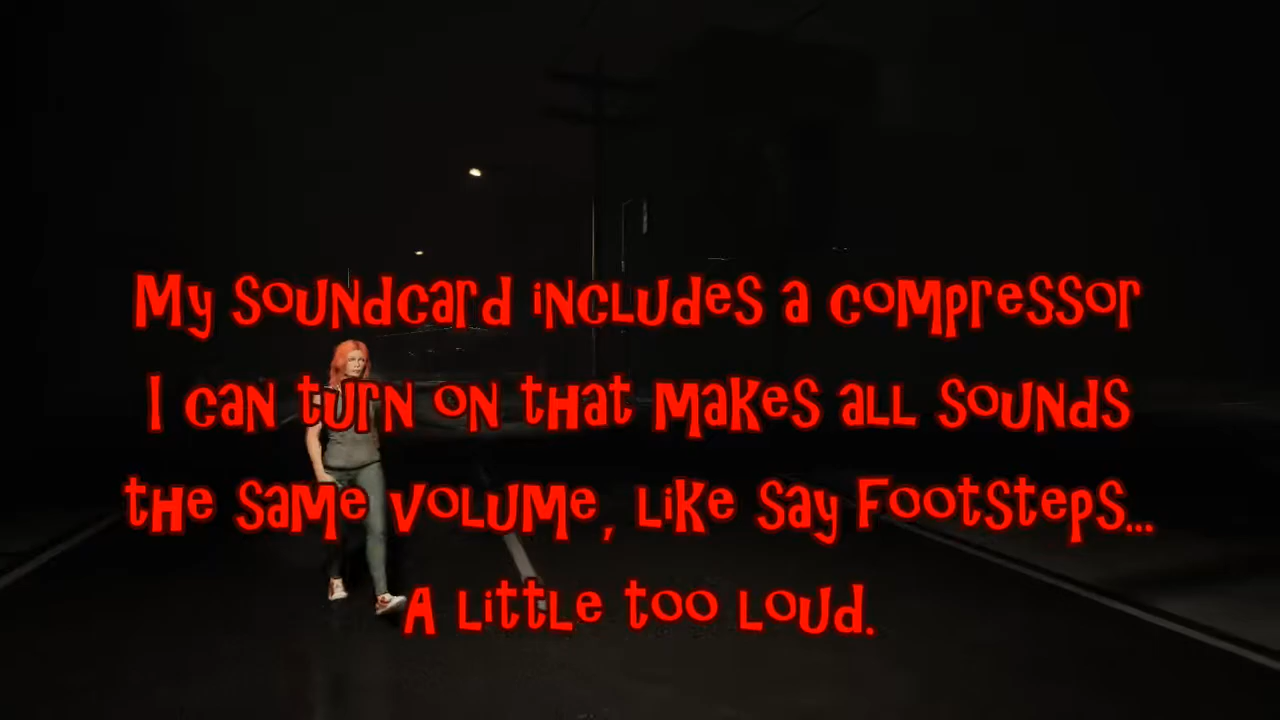 My soundcard includes a compressor
I can turn on that makes all sounds
the same volume, like say Footsteps...
A little too loud.